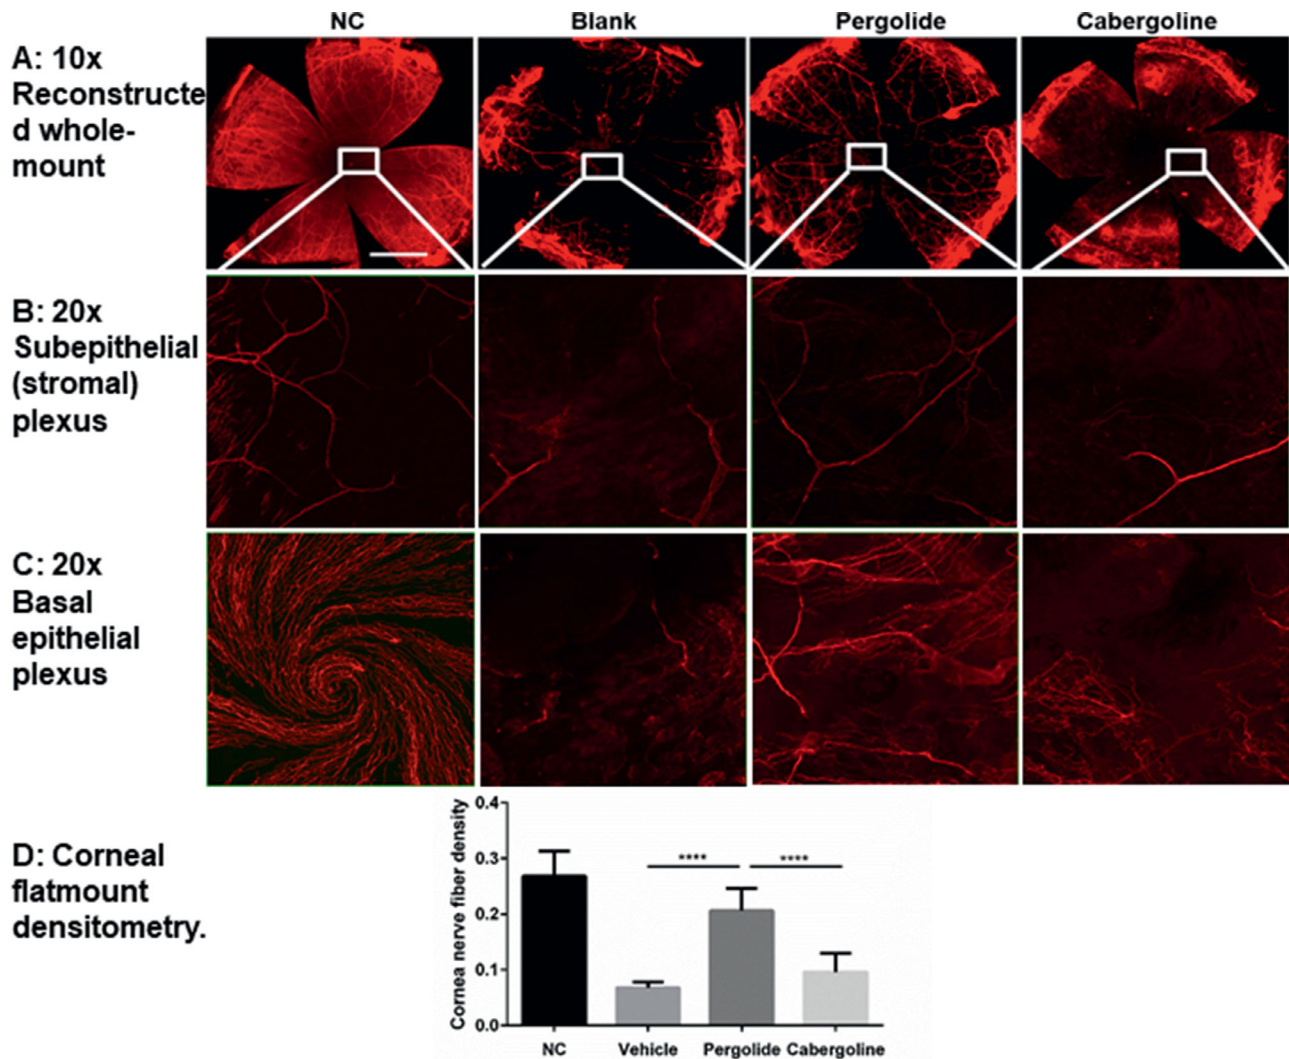 NC Blank Pergolide Cabergoline
A: 10x
Reconstructe
d whole-
mount
B: 20x
Subepithelial
(stromal)
plexus
C: 20x
Basal
epithelial
plexus
D: Corneal
flatmount
densitometry.
Cornea nerve fiber density
0.4
0.3
0.2
0.1
0.0
**** ****
NC Vehicle Pergolide Cabergoline